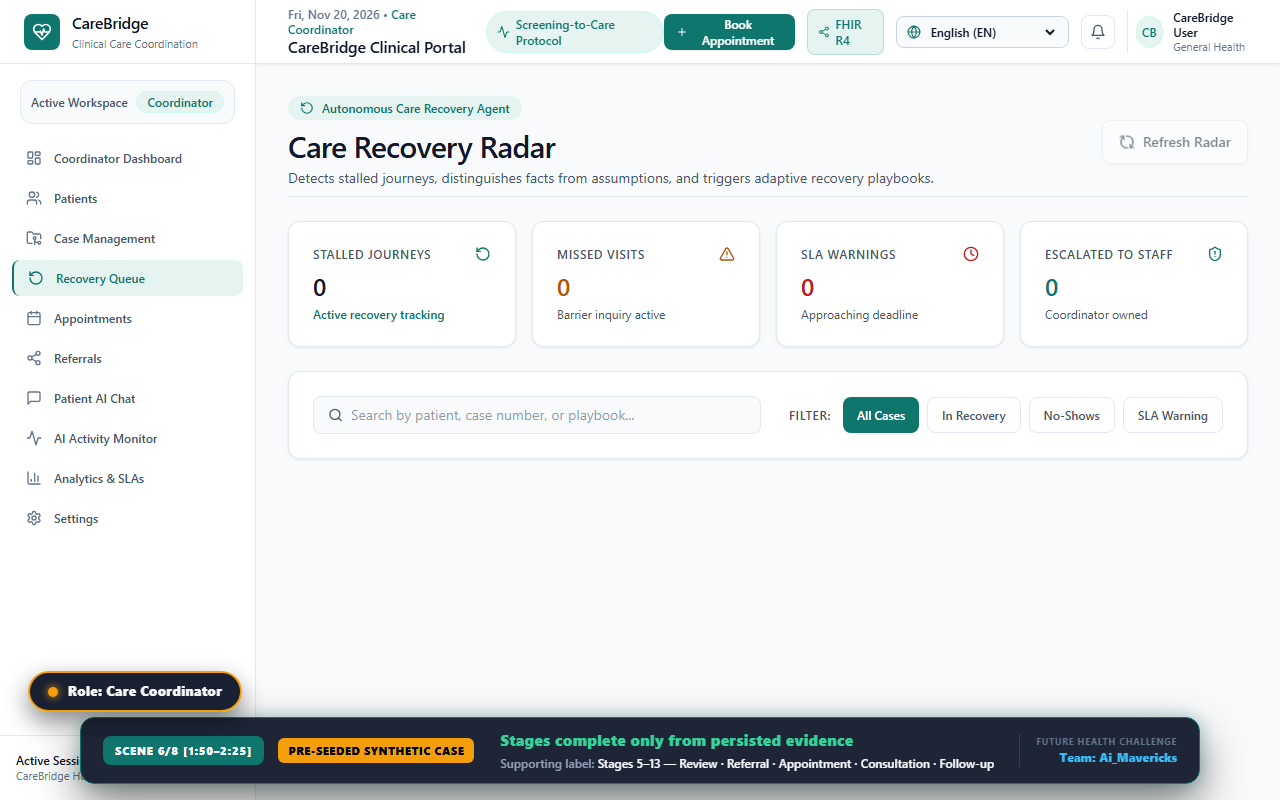 CareBridge
Clinical Care Coordination
Fri, Nov 20, 2026 • Care
Coordinator
CareBridge Clinical Portal
Screening-to-Care
Protocol
Book
Appointment
FHIR
R4
English (EN)
CB
CareBridge
User
General Health
Active Workspace
Coordinator
Coordinator Dashboard
Patients
Case Management
Recovery Queue
Appointments
Referrals
Patient AI Chat
AI Activity Monitor
Analytics & SLAs
Settings
Autonomous Care Recovery Agent
Care Recovery Radar
Detects stalled journeys, distinguishes facts from assumptions, and triggers adaptive recovery playbooks.
Refresh Radar
STALLED JOURNEYS
0
Active recovery tracking
MISSED VISITS
0
Barrier inquiry active
SLA WARNINGS
0
Approaching deadline
ESCALATED TO STAFF
0
Coordinator owned
Search by patient, case number, or playbook...
FILTER:
All Cases
In Recovery
No-Shows
SLA Warning
Role: Care Coordinator
Active Sessi
CareBridge He
SCENE 6/8 [1:50–2:25]
PRE-SEEDED SYNTHETIC CASE
Stages complete only from persisted evidence
Supporting label: Stages 5–13 — Review · Referral · Appointment · Consultation · Follow-up
FUTURE HEALTH CHALLENGE
Team: Ai_Mavericks